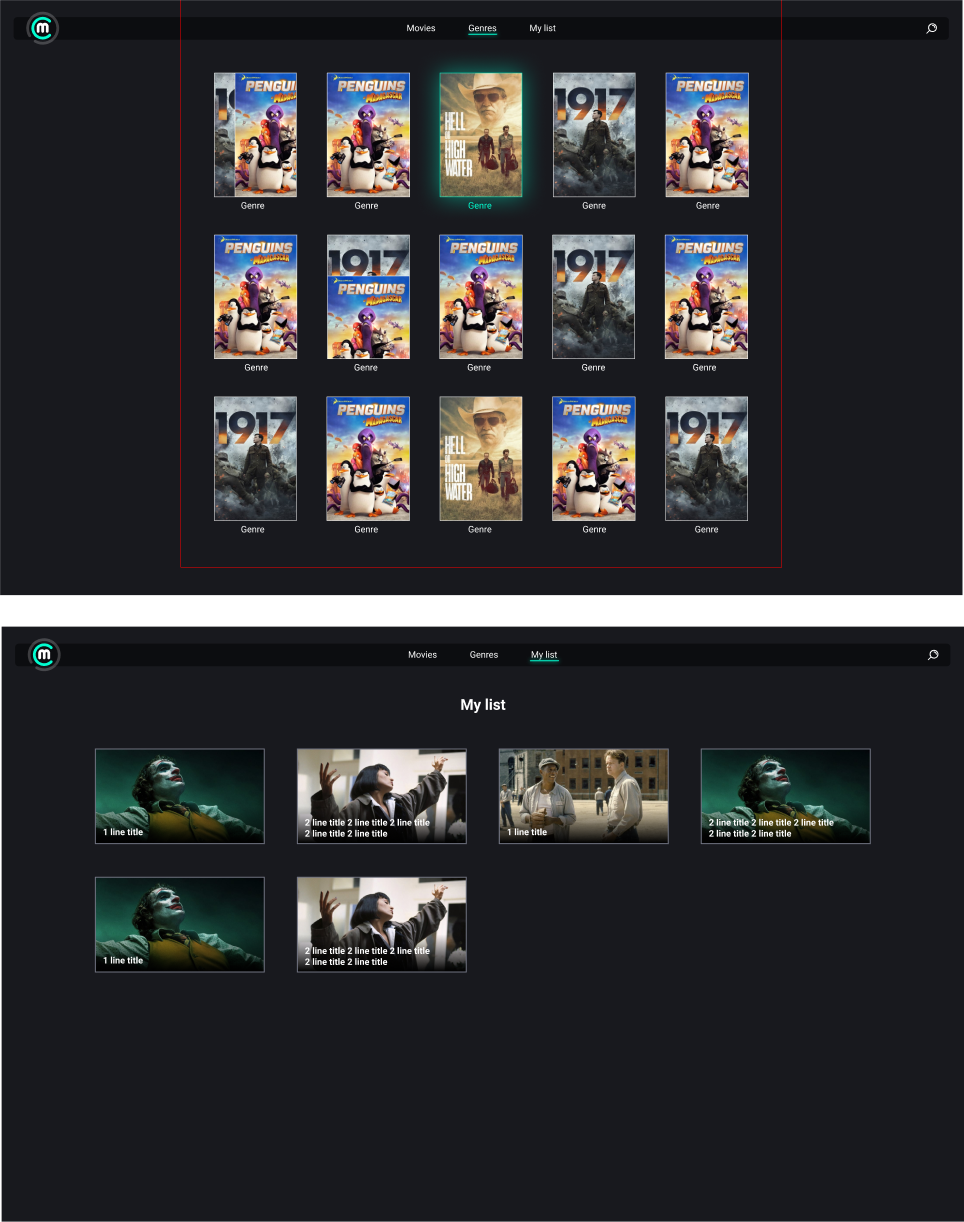 m
Movies
Genres
My list
19
PENGUI
MADAGAS
PENGUINS
MADAGASCAR
HELL
OR
HIGH
WATER
1917
PENGUINS
MADAGASCAR
Genre
Genre
Genre
Genre
Genre
PENGUINS
MADAGASCAR
1917
PENGUINS
MADAGASCAR
PENGUINS
MADAGASCAR
1917
PENGUINS
MADAGASCAR
Genre
Genre
Genre
Genre
Genre
1917
PENGUINS
MADAGASCAR
HELL
OR
HIGH
WATER
PENGUINS
MADAGASCAR
1917
Genre
Genre
Genre
Genre
Genre
m
Movies
Genres
My list
My list
1 line title
2 line title 2 line title 2 line title
2 line title 2 line title
1 line title
2 line title 2 line title 2 line title
2 line title 2 line title
1 line title
2 line title 2 line title 2 line title
2 line title 2 line title